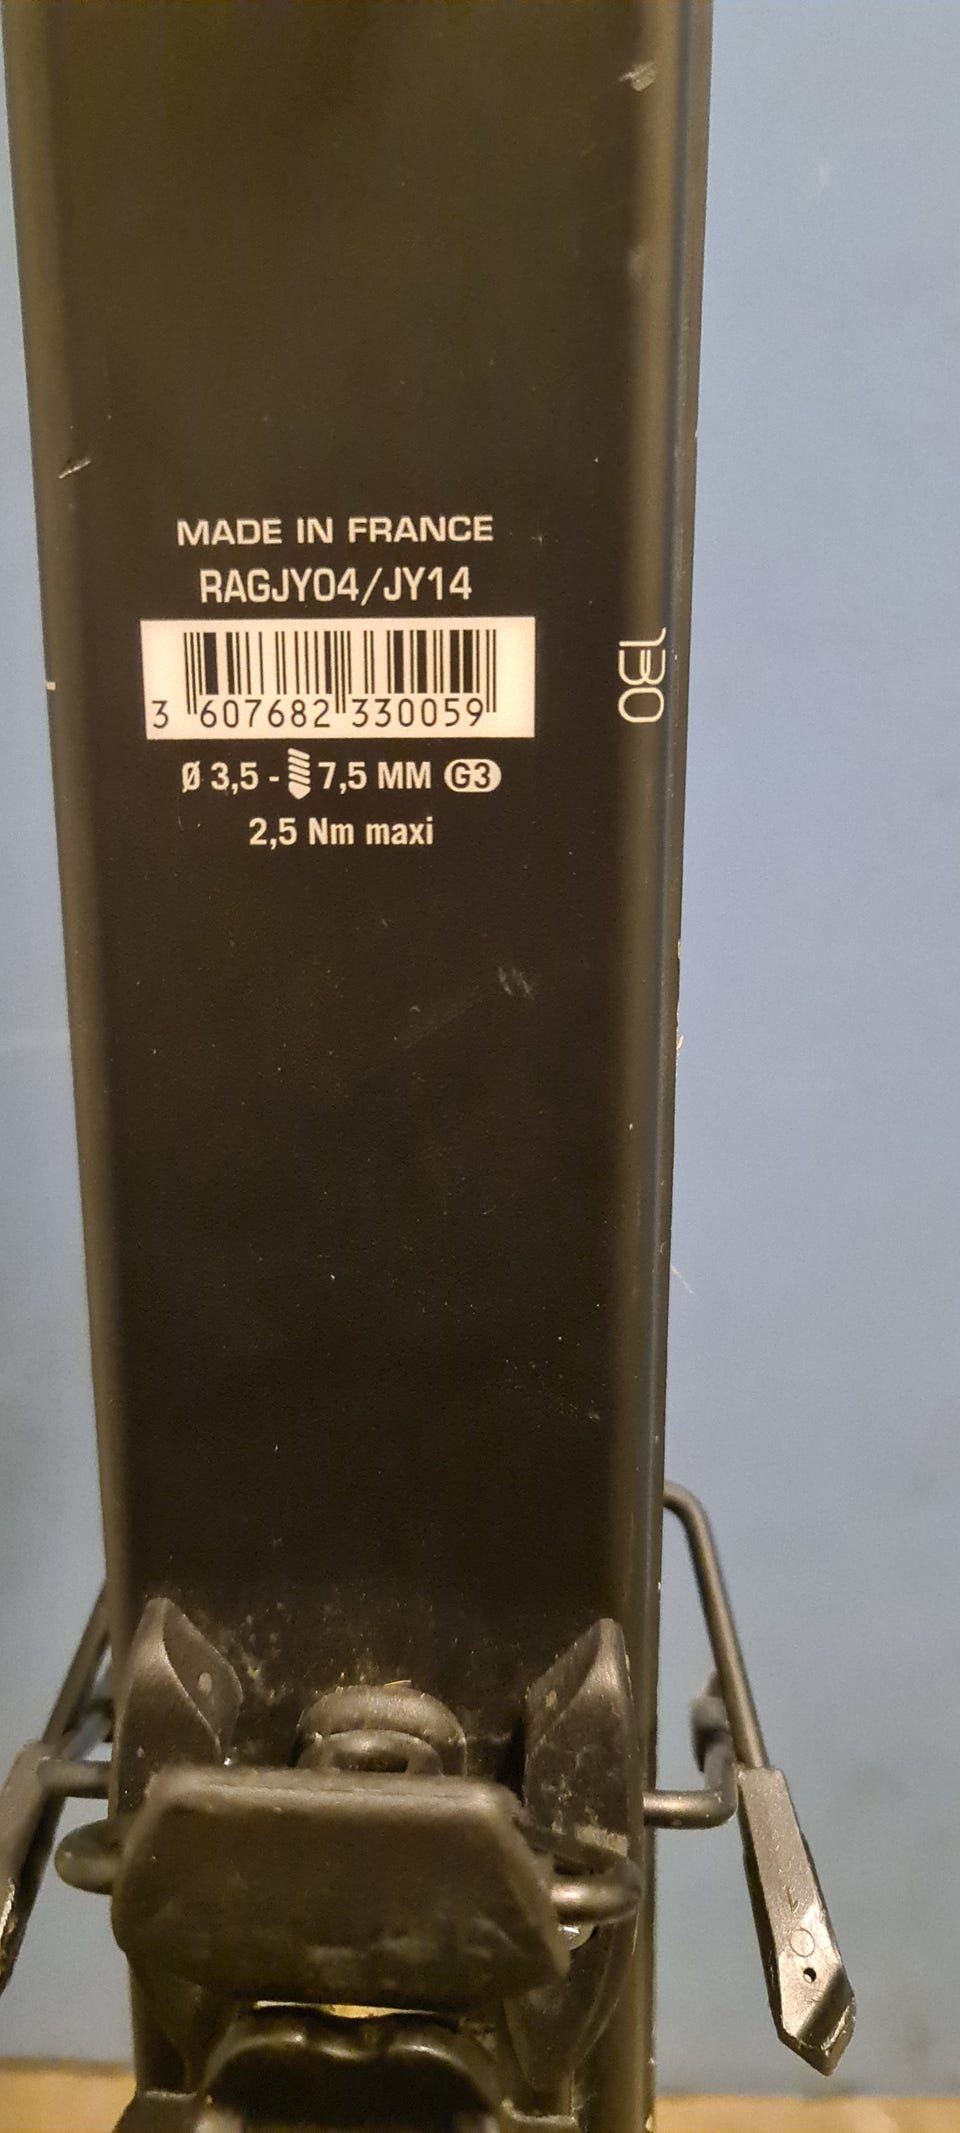 MADE IN FRANCE
RAGJY04/JY14
3 607682 330059
Ø 3,5 - 7,5 MM G3
2,5 Nm maxi
130